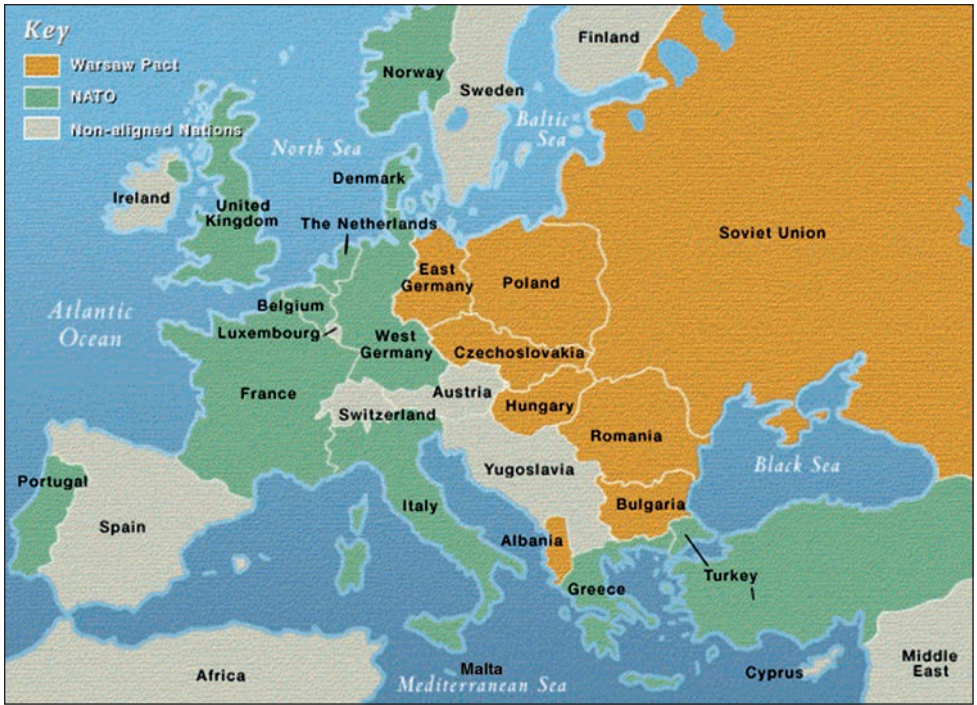 Key
Warsaw Pact
NATO
Non-aligned Nations
Finland
Norway
Sweden
Baltic
Sea
North Sea
Denmark
Ireland
United
Kingdom
The Netherlands
Soviet Union
East
Germany
Poland
Atlantic
Ocean
Belgium
Luxembourg
West
Germany
Czechoslovakia
France
Austria
Switzerland
Hungary
Romania
Black Sea
Yugoslavia
Portugal
Spain
Italy
Bulgaria
Albania
Greece
Turkey
Africa
Malta
Mediterranean Sea
Cyprus
Middle
East